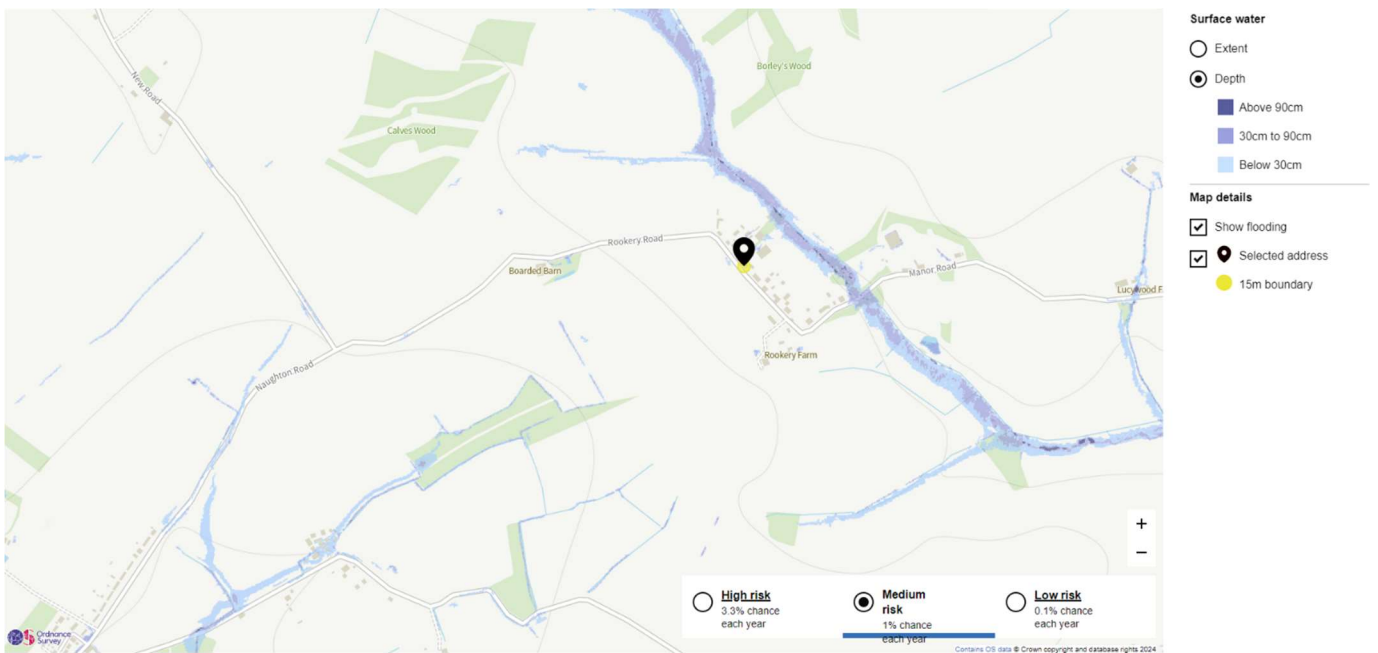 Surface water
Extent
Depth
Above 90cm
30cm to 90cm
Below 30cm
Map details
Show flooding
Selected address
15m boundary
New Road
Calves Wood
Borley's Wood
Rookery Road
Boarded Barn
Manor Road
Lucywood F
Rookery Farm
Naughton Road
+
−
High risk
3.3% chance
each year
Medium
risk
1% chance
each year
Low risk
0.1% chance
each year
Ordnance
Survey
Contains OS data © Crown copyright and database rights 2024